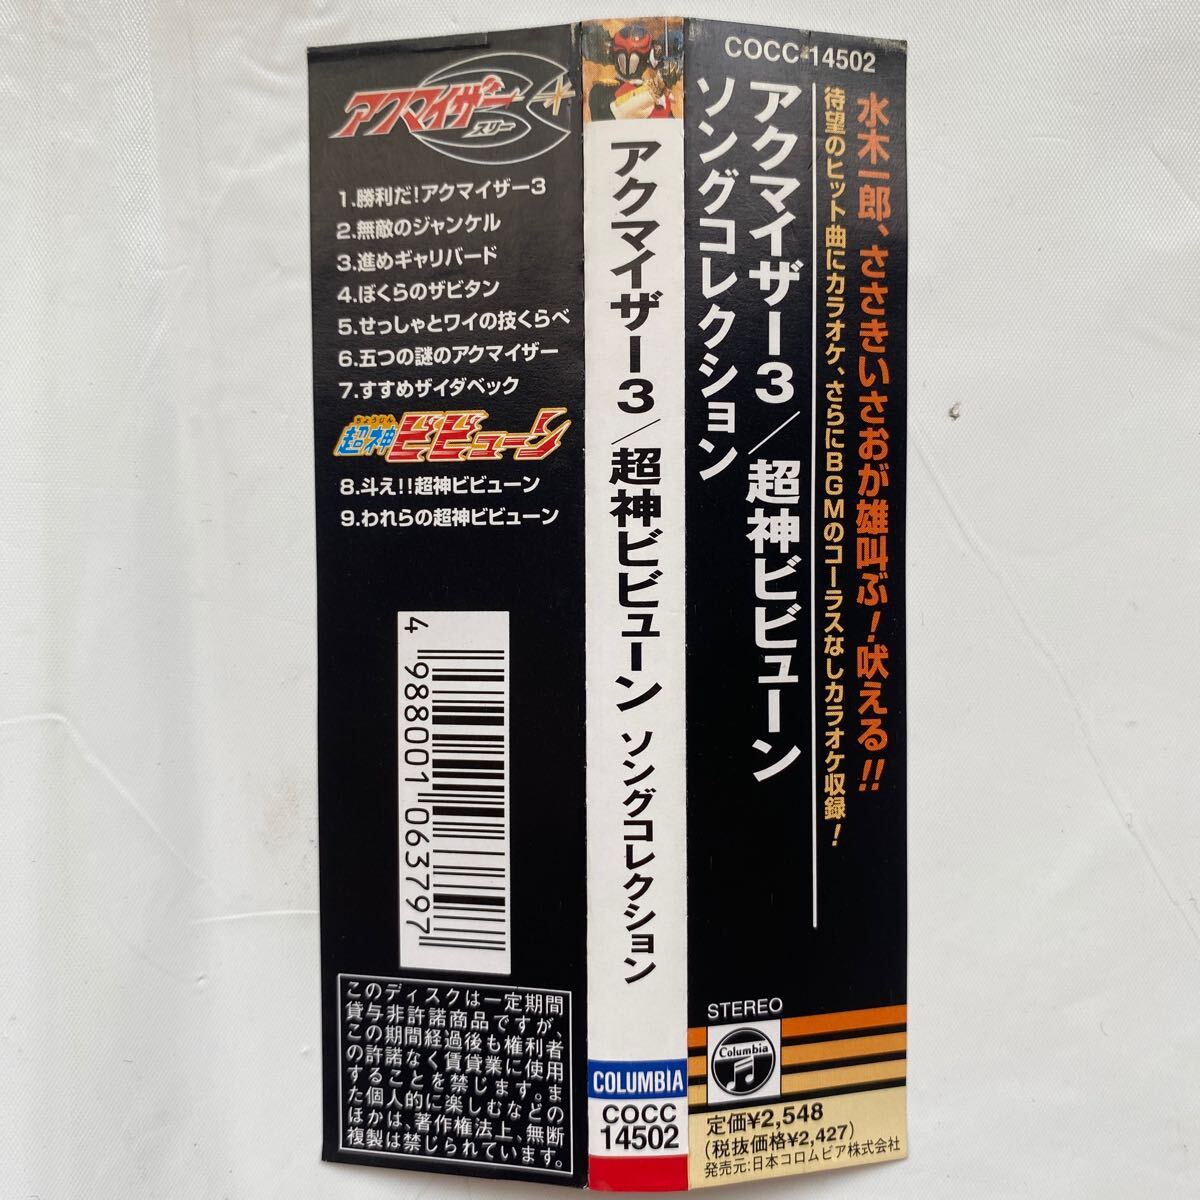 アクマイザー
スリー
1.勝利だ!アクマイザー3
2.無敵のジャンケル
3.進めギャリバード
4.ぼくらのザビタン
5.せっしゃとワイの技くらべ
6.五つの謎のアクマイザー
7.すすめザイダベック
ちょうじん
超神ビビューン
8.斗え!!超神ビビューン
9.われらの超神ビビューン
4 988001 063797
このディスクは一定期間
貸与非許諾商品ですが、
この期間経過後も権利者
の許諾なく賃貸業に使用
することを禁じます。ま
た個人的に楽しむなどの
ほかは、著作権法上、無断
複製は禁じられています。
アクマイザー3/超神ビビューン ソングコレクション
COLUMBIA
COCC
14502
COCC-14502
水木一郎、ささきいさおが雄叫ぶ!吠える!!
待望のヒット曲にカラオケ、さらにBGMのコーラスなしカラオケ収録!
アクマイザー3/超神ビビューン
ソングコレクション
STEREO
Columbia
定価¥2,548
(税抜価格¥2,427)
発売元:日本コロムビア株式会社